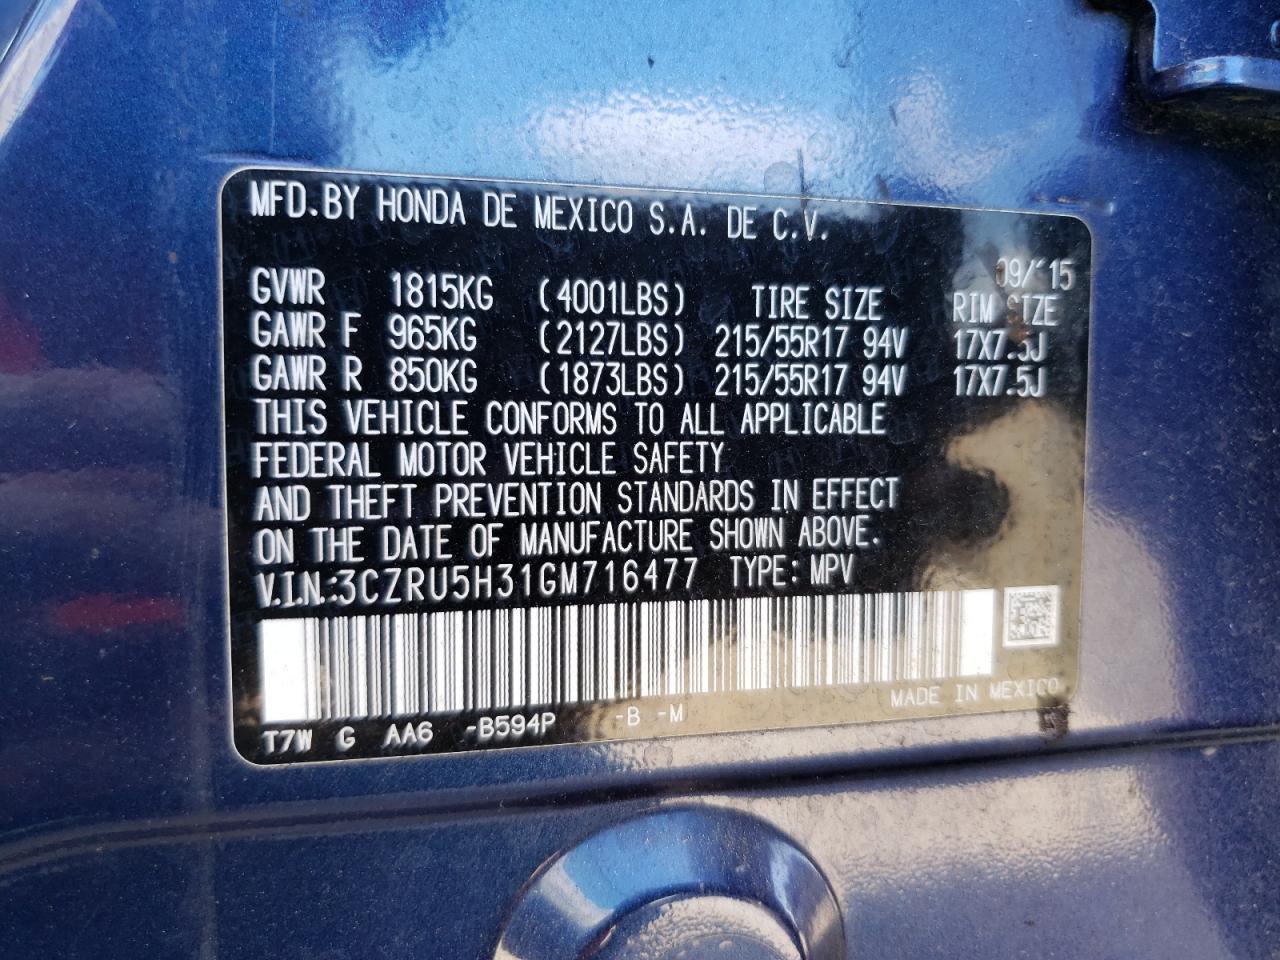 MFD.BY HONDA DE MEXICO S.A. DE C.V.
09/'15
GVWR 1815KG (4001LBS) TIRE SIZE RIM SIZE
GAWR F 965KG (2127LBS) 215/55R17 94V 17X7.5J
GAWR R 850KG (1873LBS) 215/55R17 94V 17X7.5J
THIS VEHICLE CONFORMS TO ALL APPLICABLE
FEDERAL MOTOR VEHICLE SAFETY
AND THEFT PREVENTION STANDARDS IN EFFECT
ON THE DATE OF MANUFACTURE SHOWN ABOVE.
V.I.N.:3CZRU5H31GM716477 TYPE: MPV
MADE IN MEXICO
T7W G AA6 -B594P -B -M